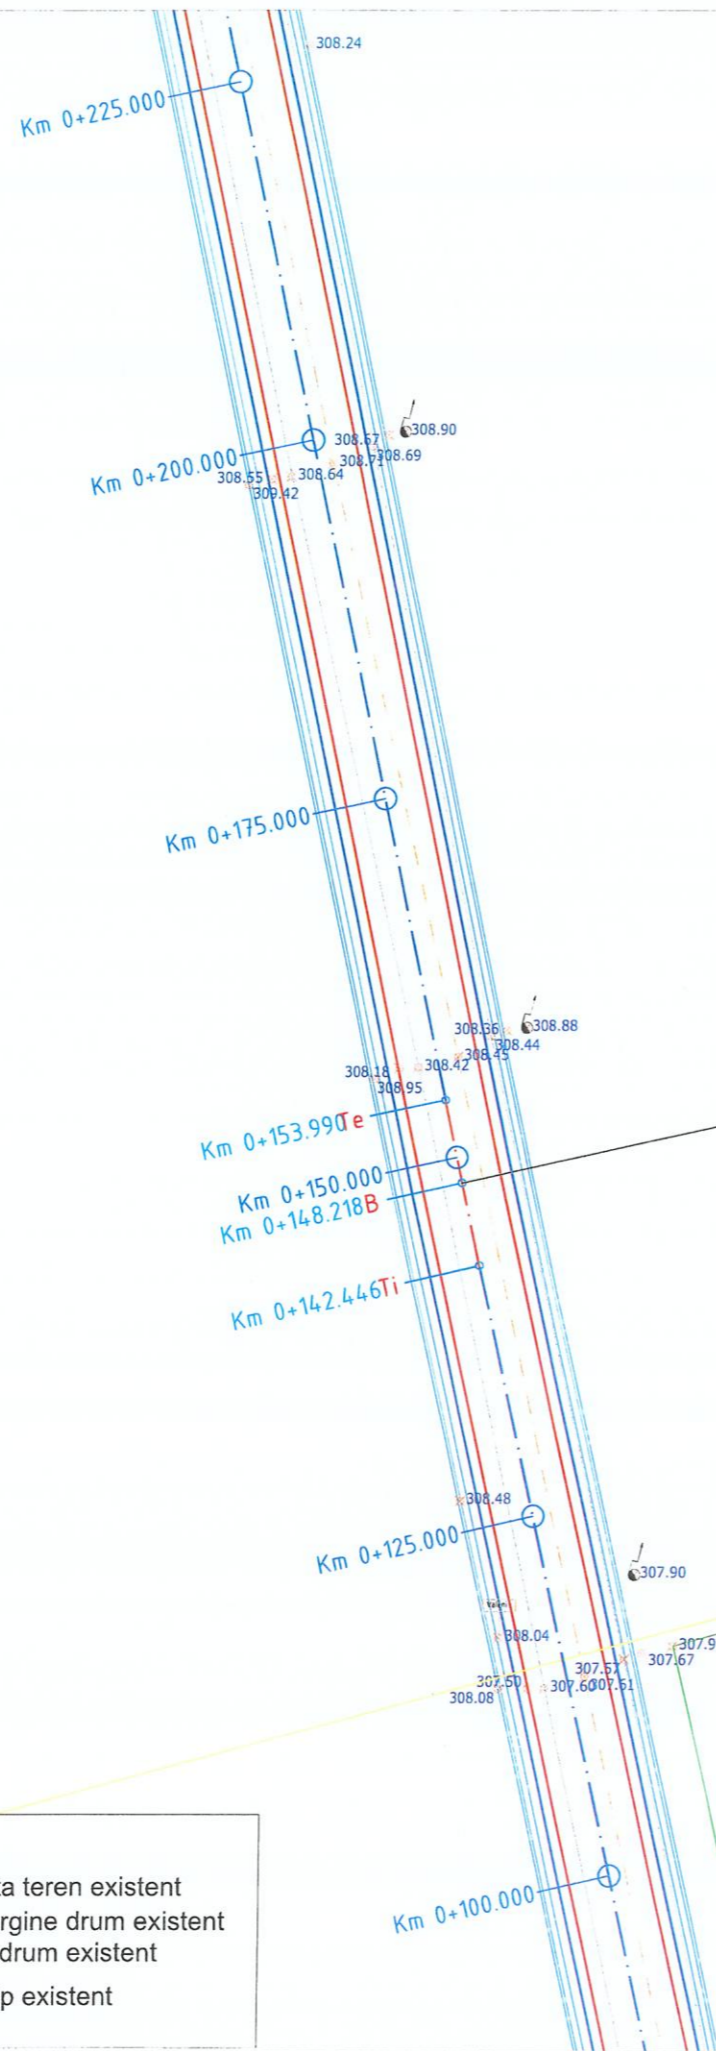 308.24
Km 0+225.000
308.90
308.67
308.69
308.71
Km 0+200.000
308.55
308.64
309.42
Km 0+175.000
308.88
308.36
308.44
308.45
308.42
308.18
308.95
Km 0+153.990Te
Km 0+150.000
Km 0+148.218B
Km 0+142.446Ti
308.48
Km 0+125.000
307.90
308.04
307.9
307.67
307.57
307.50
307.60
307.61
308.08
ta teren existent
rgine drum existent
drum existent
Km 0+100.000
p existent